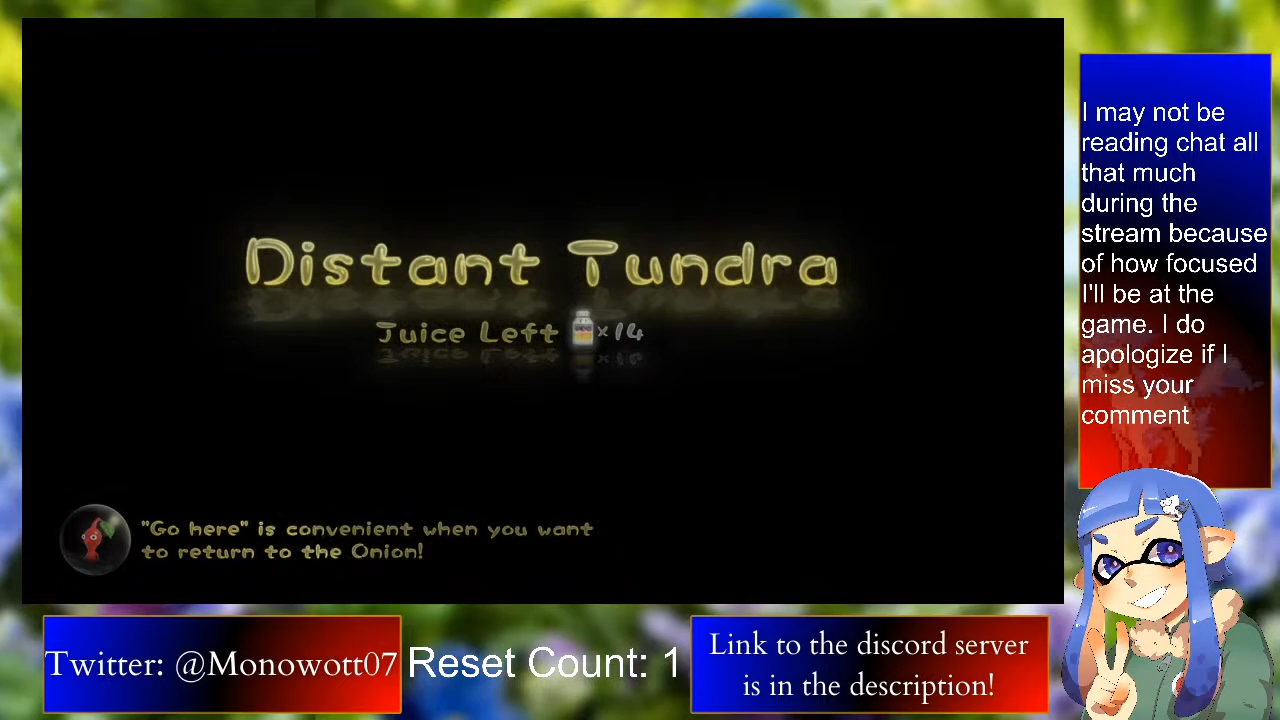 Distant Tundra
Juice Left ×14
"Go here" is convenient when you want
to return to the Onion!
I may not be
reading chat all
that much
during the
stream because
of how focused
I'll be at the
game. I do
apologize if I
miss your
comment
Twitter: @Monowott07
Reset Count: 1
Link to the discord server
is in the description!